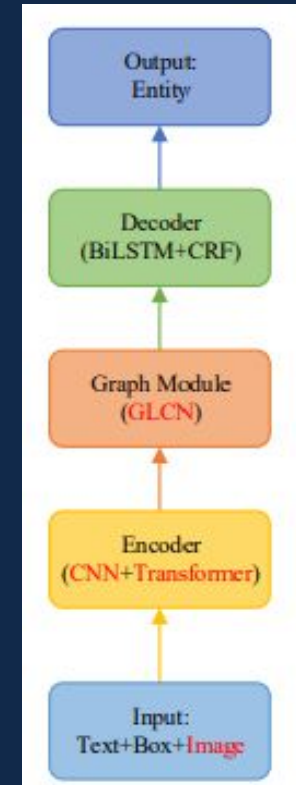 Output:
Entity
Decoder
(BiLSTM+CRF)
Graph Module
(GLCN)
Encoder
(CNN+Transformer)
Input:
Text+Box+Image